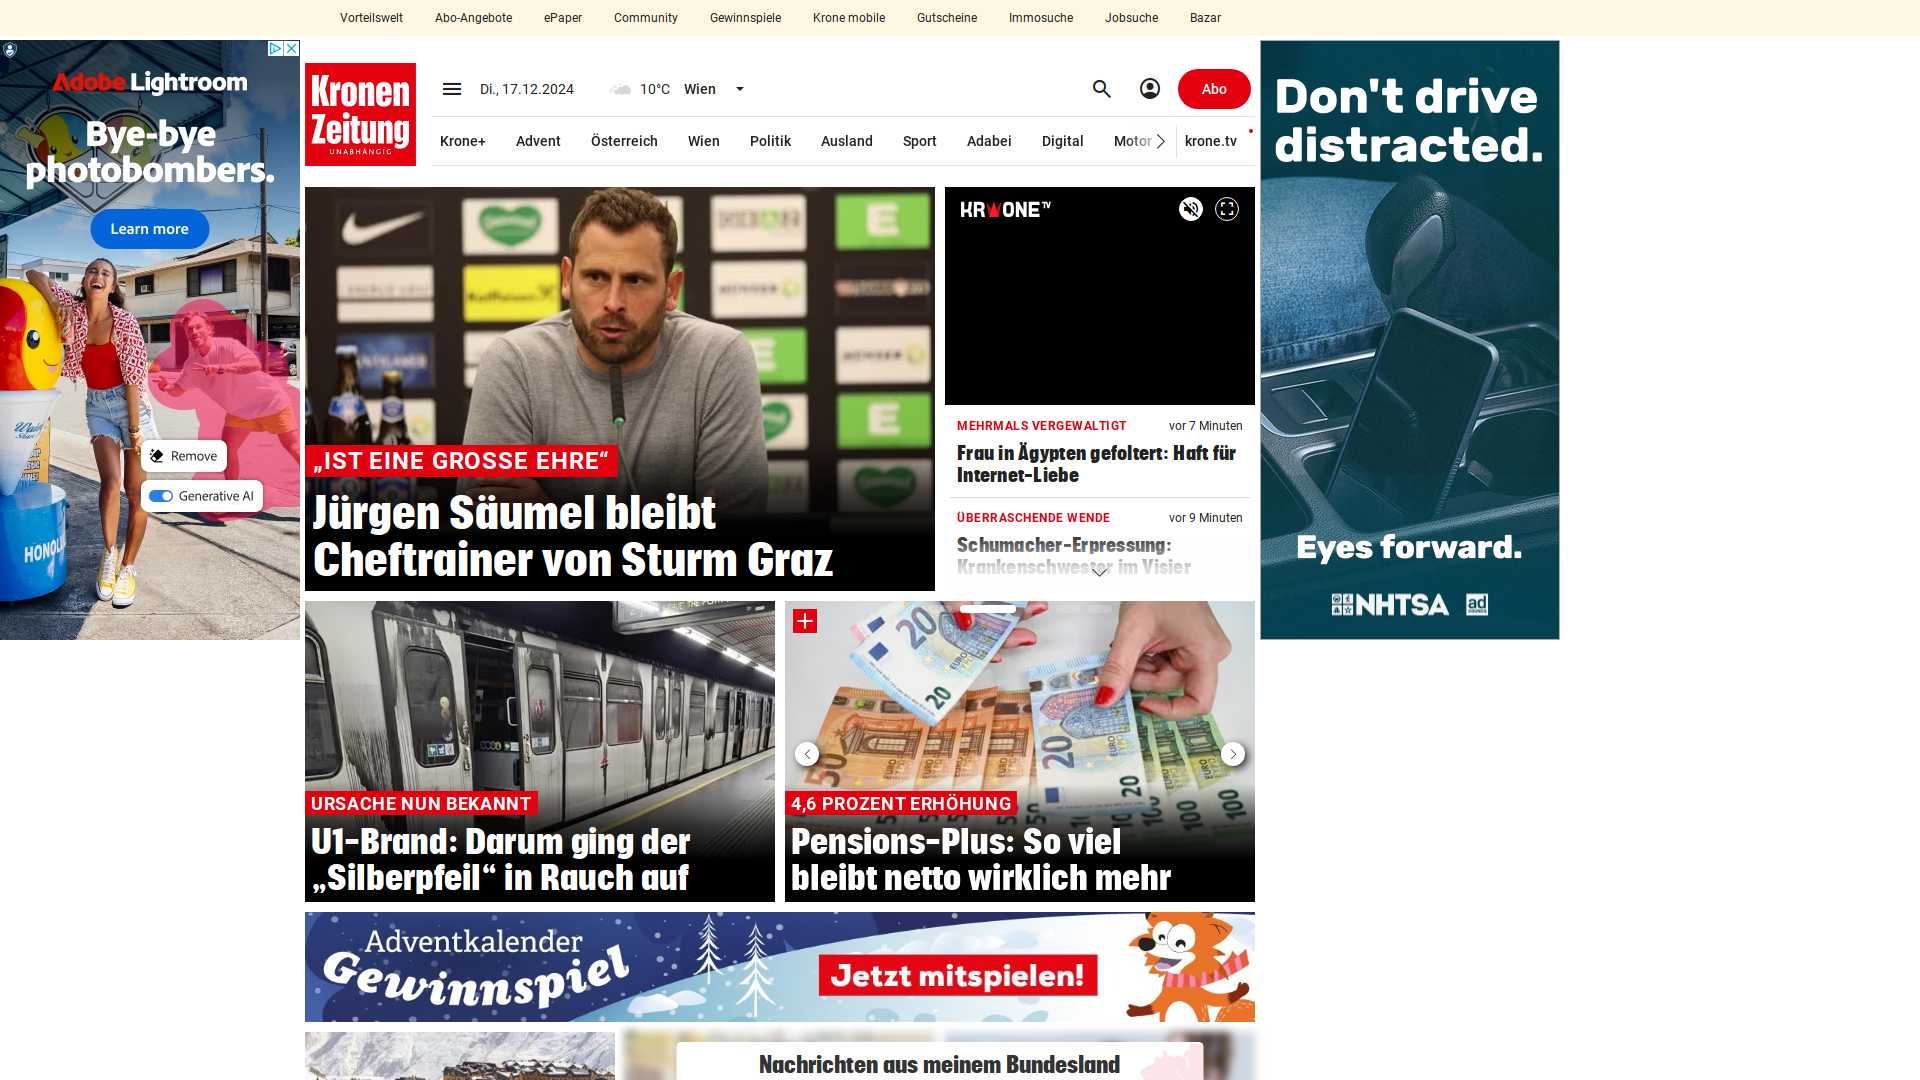 Vorteilswelt Abo-Angebote ePaper Community Gewinnspiele Krone mobile Gutscheine Immosuche Jobsuche Bazar
Adobe Lightroom
Bye-bye
photobombers.
Learn more
Remove
Generative AI
Kronen
Zeitung
UNABHÄNGIG
Di., 17.12.2024 10°C Wien
Abo
Krone+ Advent Österreich Wien Politik Ausland Sport Adabei Digital Motor krone.tv
„IST EINE GROSSE EHRE“
Jürgen Säumel bleibt
Cheftrainer von Sturm Graz
KRONE TV
MEHRMALS VERGEWALTIGT vor 7 Minuten
Frau in Ägypten gefoltert: Haft für
Internet-Liebe
ÜBERRASCHENDE WENDE vor 9 Minuten
Schumacher-Erpressung:
Krankenschwester im Visier
URSACHE NUN BEKANNT
U1-Brand: Darum ging der
„Silberpfeil“ in Rauch auf
4,6 PROZENT ERHÖHUNG
Pensions-Plus: So viel
bleibt netto wirklich mehr
Adventkalender
Gewinnspiel
Jetzt mitspielen!
Nachrichten aus meinem Bundesland
Don't drive
distracted.
Eyes forward.
NHTSA ad